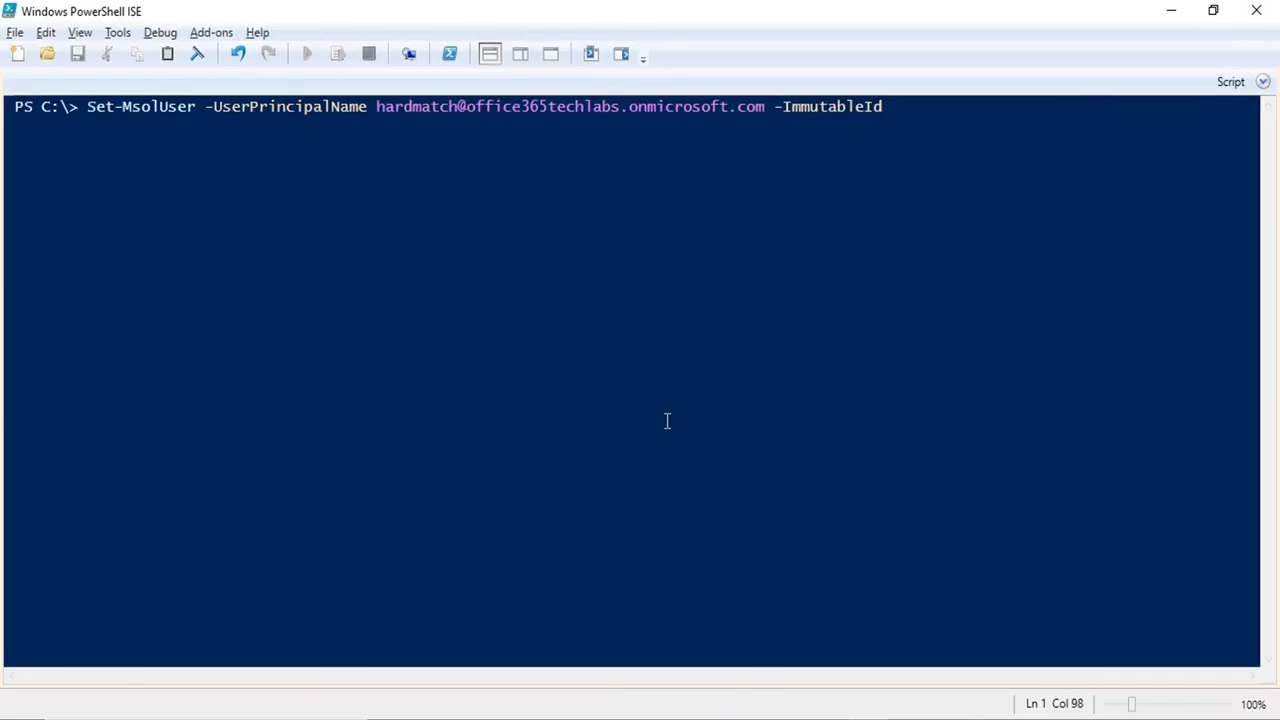 Windows PowerShell ISE
File Edit View Tools Debug Add-ons Help
Script
PS C:\> Set-MsolUser -UserPrincipalName hardmatch@office365techlabs.onmicrosoft.com -ImmutableId
Ln 1 Col 98 100%